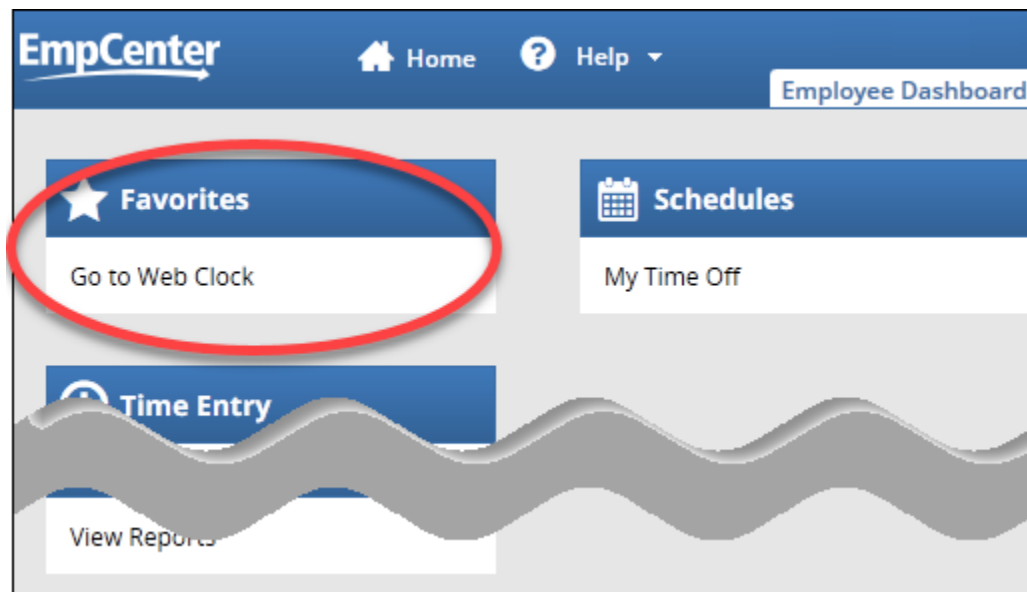 EmpCenter
Home
Help
Employee Dashboard
Favorites
Go to Web Clock
Schedules
My Time Off
Time Entry
View Reports